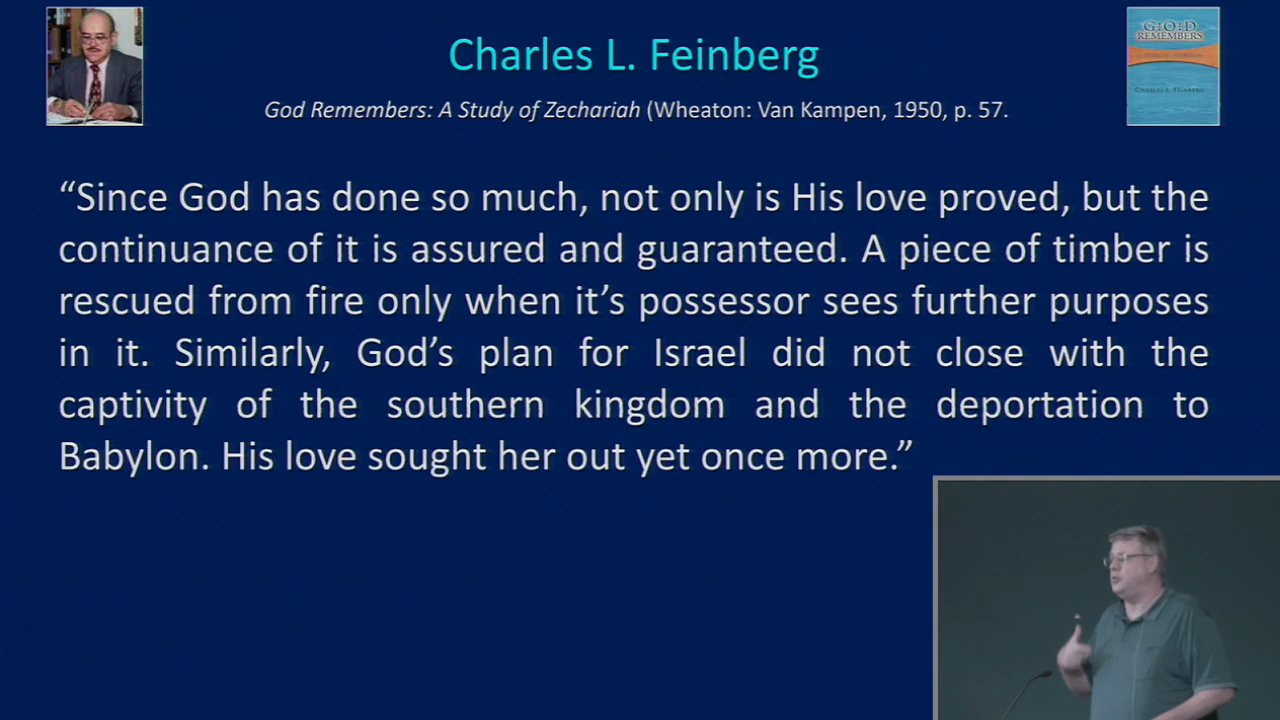 Charles L. Feinberg
God Remembers: A Study of Zechariah (Wheaton: Van Kampen, 1950, p. 57.
G O D
REMEMBERS
CHARLES L. FEINBERG
“Since God has done so much, not only is His love proved, but the
continuance of it is assured and guaranteed. A piece of timber is
rescued from fire only when it’s possessor sees further purposes
in it. Similarly, God’s plan for Israel did not close with the
captivity of the southern kingdom and the deportation to
Babylon. His love sought her out yet once more.”